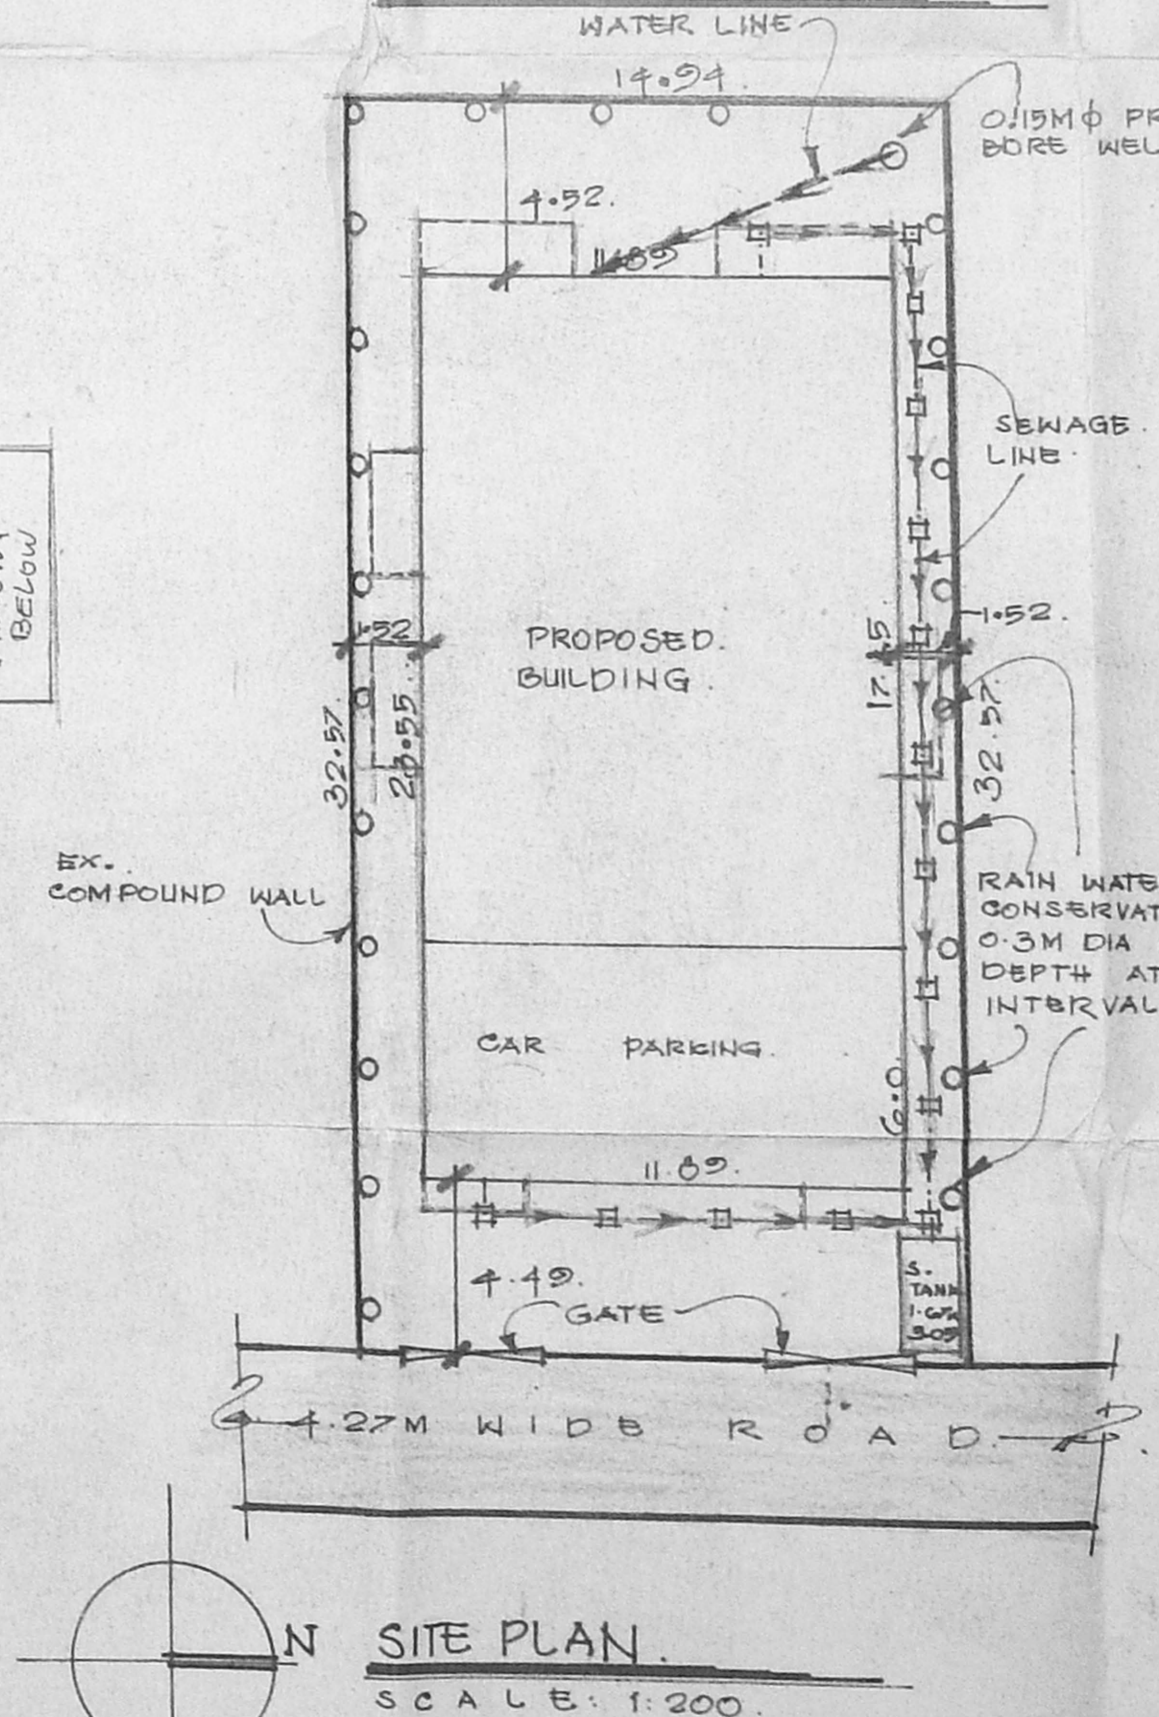 WATER LINE
14.94.
0.15M ϕ PR
BORE WEL
4.52.
11.89
SEWAGE
LINE
BELOW
1.52
1.52.
PROPOSED.
BUILDING.
17.5
32.57.
23.55.
32.57.
EX.
COMPOUND WALL
RAIN WATE
CONSERVAT
0.3M DIA
DEPTH AT
INTERVAL
CAR PARKING.
6.0
11.89.
4.49.
GATE
S.
TANK
4.27M WIDE ROAD.
N
SITE PLAN.
SCALE: 1:200.